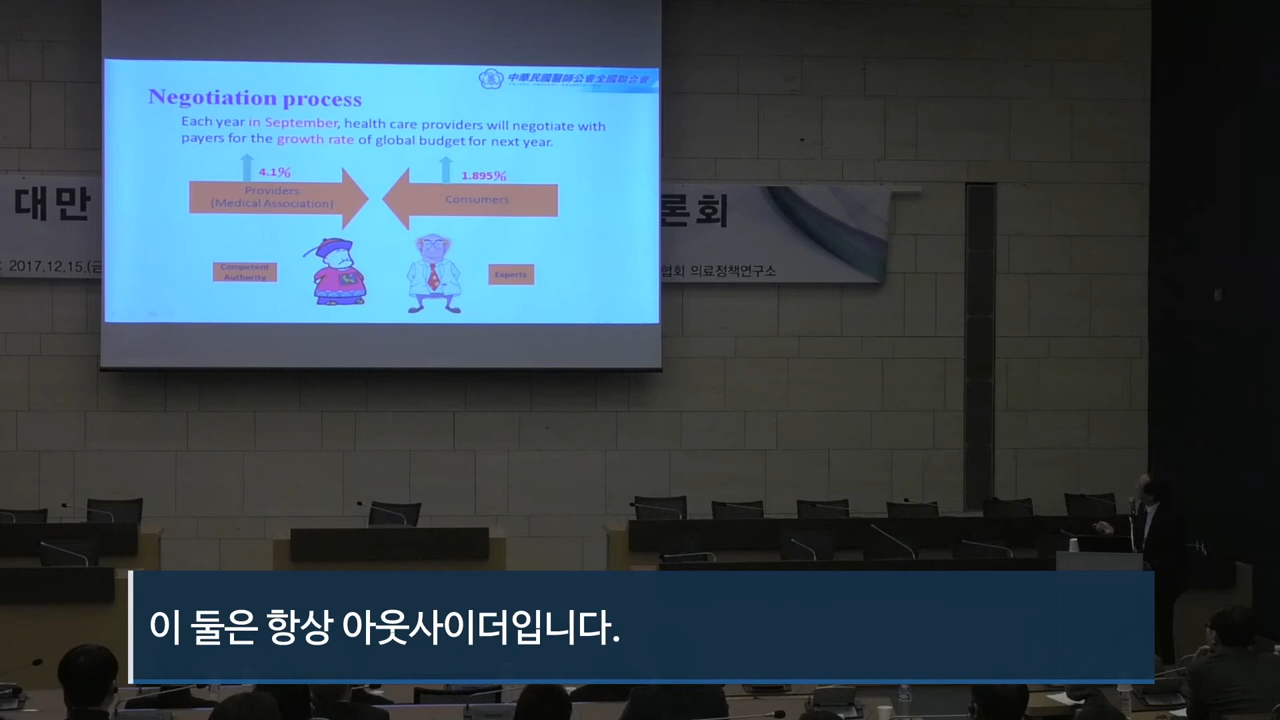 中華民國醫師公會全國聯合會
Negotiation process
Each year in September, health care providers will negotiate with
payers for the growth rate of global budget for next year.
4.1%
1.895%
Providers
(Medical Association)
Consumers
Competent
Authority
Experts
대만
론회
: 2017.12.15.(금
협회 의료정책연구소
이 둘은 항상 아웃사이더입니다.